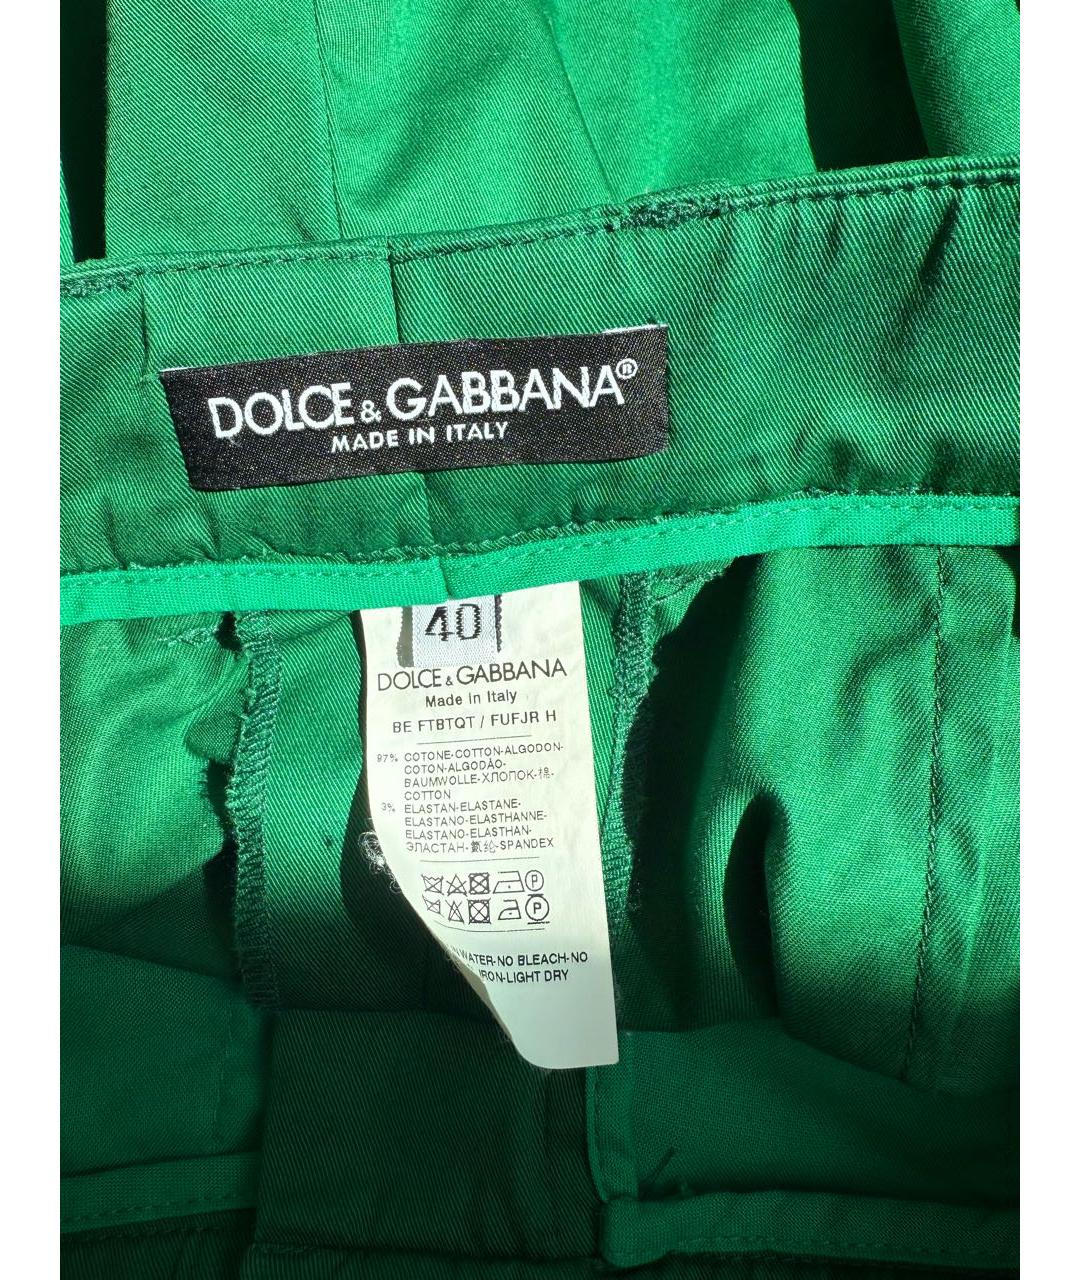 DOLCE & GABBANA®
MADE IN ITALY
40
DOLCE & GABBANA
Made in Italy
BE FTBTQT / FUFJR H
97% COTONE-COTTON-ALGODON-
COTON-ALGODÃO-
BAUMWOLLE-ХЛОПОК-棉-
COTTON
3% ELASTAN-ELASTANE-
ELASTANO-ELASTHANNE-
ELASTANO-ELASTHAN-
ЭЛАСТАН-氨纶-SPANDEX
P
P
WATER-NO BLEACH-NO
IRON-LIGHT DRY